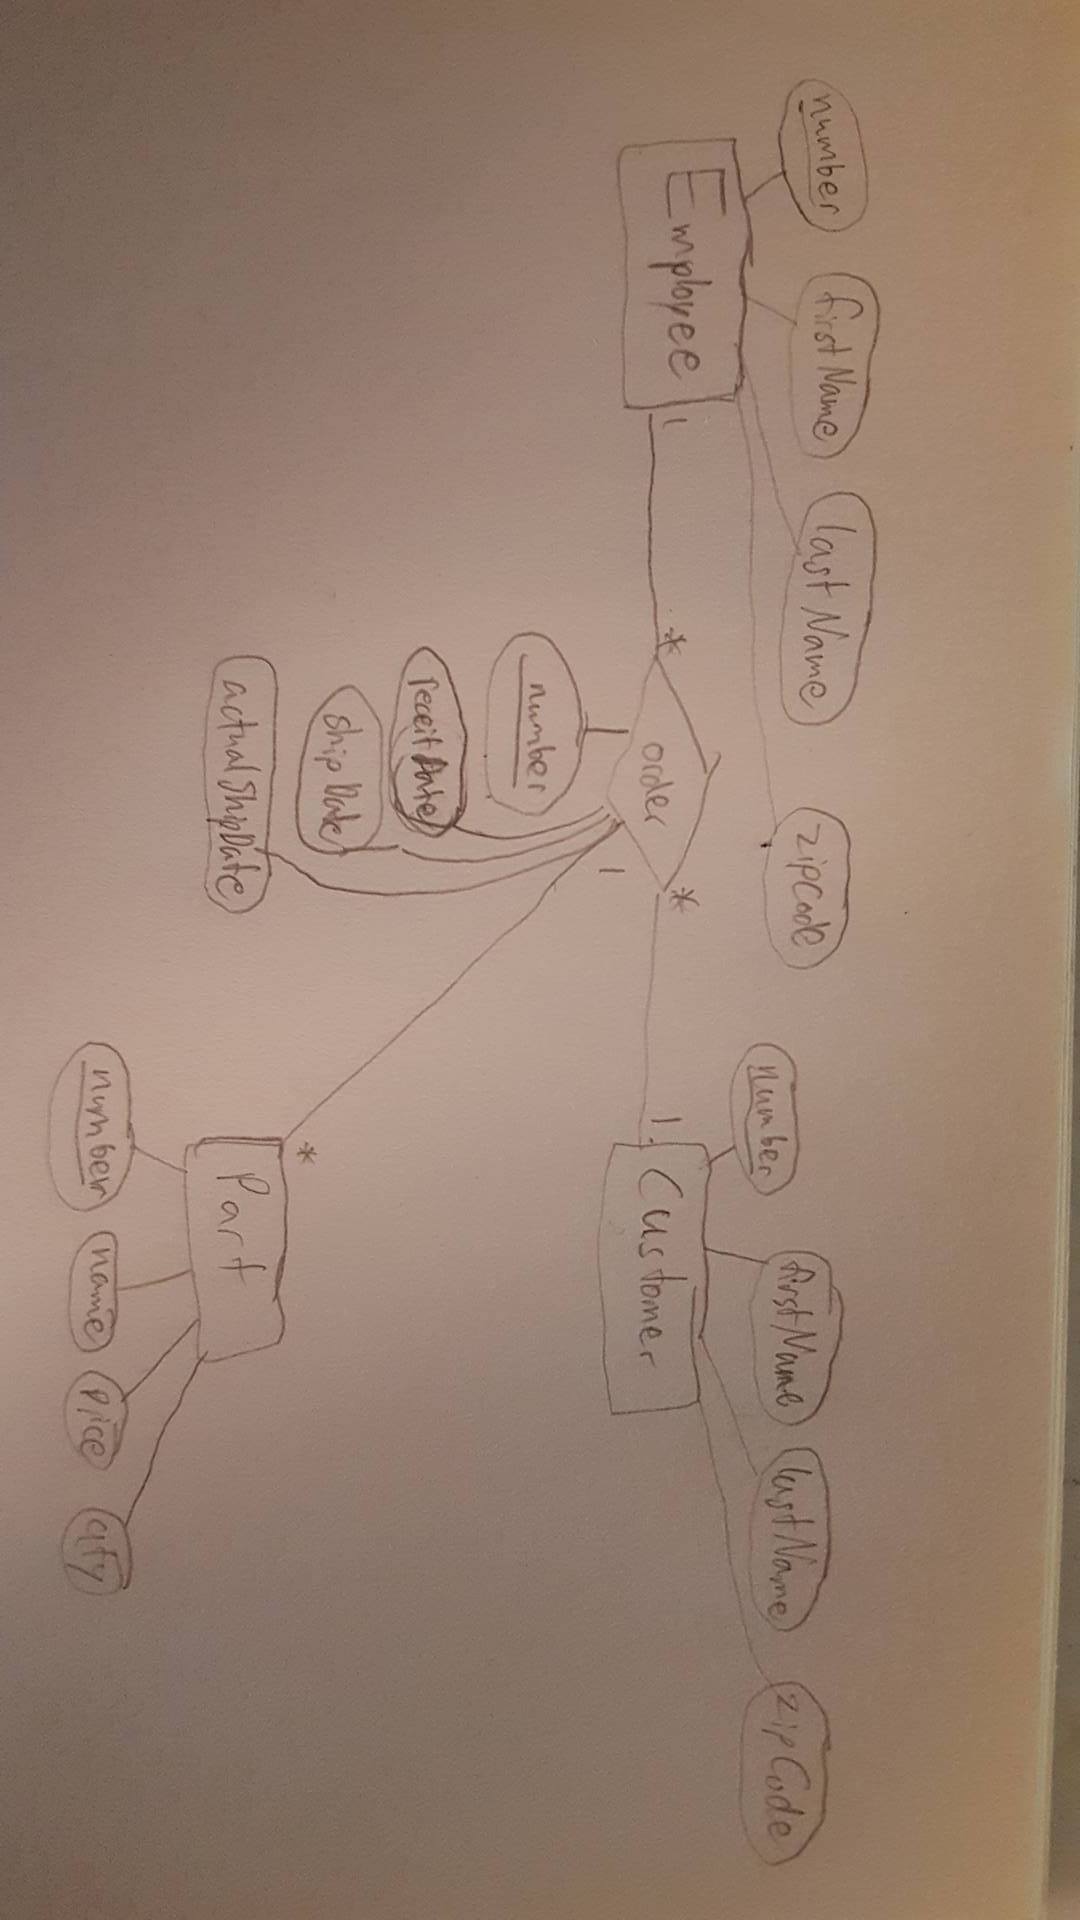 number firstName lastName zipCode
number firstName lastName zipCode
Employee 1 * order * 1 Customer
1
number
receitDate
shipDate
actualShipDate
*
Part
number name price qty